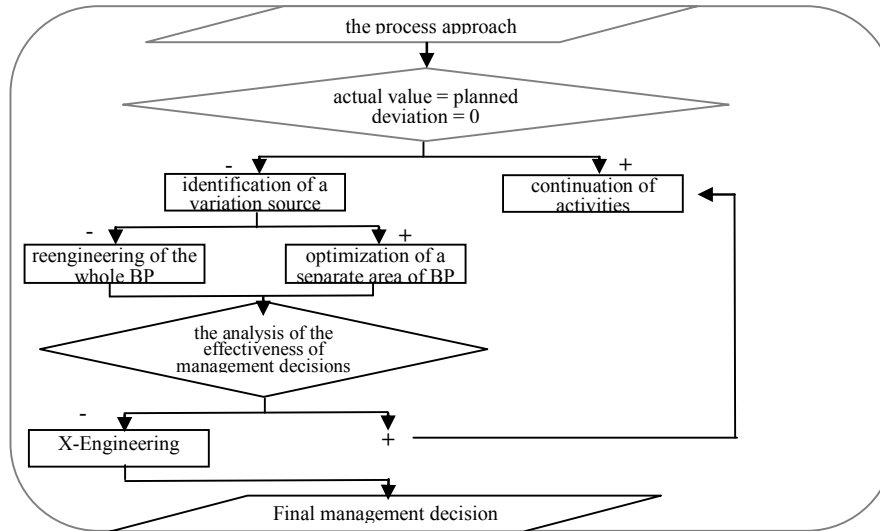 the process approach
actual value = planned
deviation = 0
-
+
identification of a
variation source
continuation of
activities
-
+
reengineering of the
whole BP
optimization of a
separate area of BP
the analysis of the
effectiveness of
management decisions
-
+
X-Engineering
Final management decision